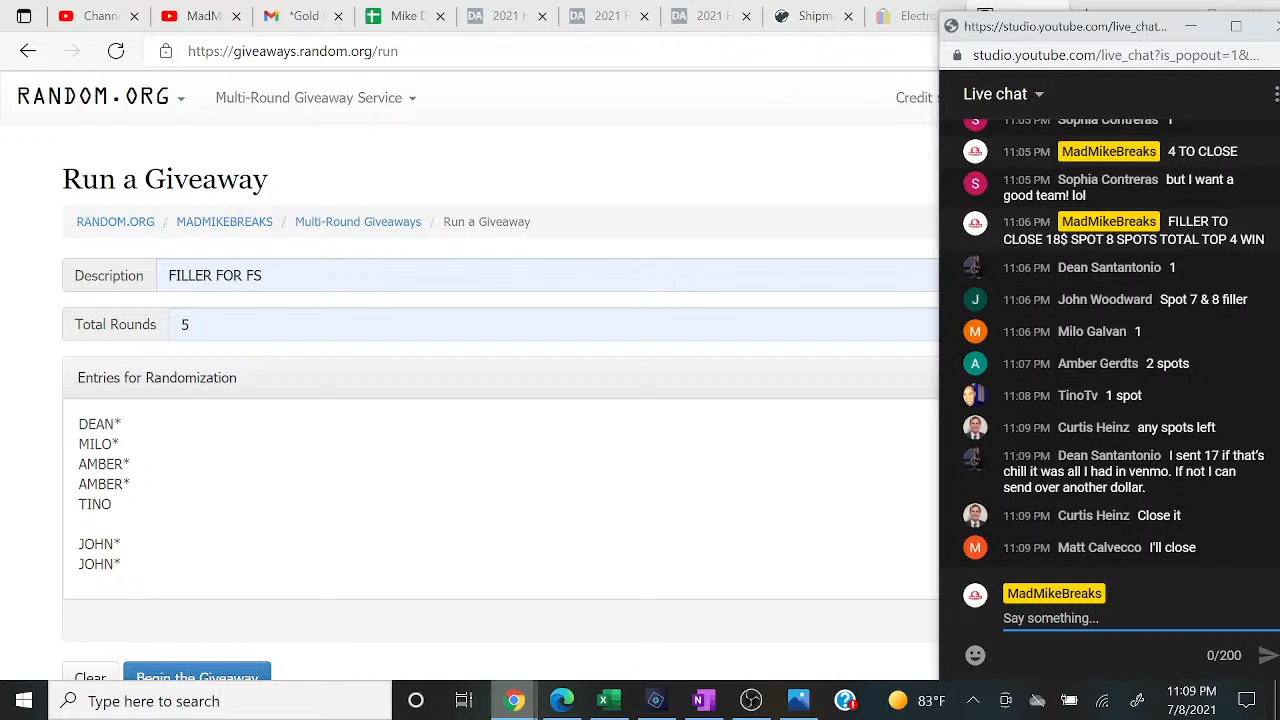 Chann
MadM
*Gold
Mike D
2021 H
2021 H
2021 H
Shipm
Electro
https://giveaways.random.org/run
RANDOM.ORG
Multi-Round Giveaway Service
Credit
Run a Giveaway
RANDOM.ORG / MADMIKEBREAKS / Multi-Round Giveaways / Run a Giveaway
Description FILLER FOR FS
Total Rounds 5
Entries for Randomization
DEAN*
MILO*
AMBER*
AMBER*
TINO
JOHN*
JOHN*
Clear
Begin the Giveaway
https://studio.youtube.com/live_chat...
studio.youtube.com/live_chat?is_popout=1&...
Live chat
S 11:05 PM Sophia Contreras 1
11:05 PM MadMikeBreaks 4 TO CLOSE
S 11:05 PM Sophia Contreras but I want a
good team! lol
11:06 PM MadMikeBreaks FILLER TO
CLOSE 18$ SPOT 8 SPOTS TOTAL TOP 4 WIN
11:06 PM Dean Santantonio 1
J 11:06 PM John Woodward Spot 7 & 8 filler
M 11:06 PM Milo Galvan 1
A 11:07 PM Amber Gerdts 2 spots
11:08 PM TinoTv 1 spot
11:09 PM Curtis Heinz any spots left
11:09 PM Dean Santantonio I sent 17 if that's
chill it was all I had in venmo. If not I can
send over another dollar.
11:09 PM Curtis Heinz Close it
M 11:09 PM Matt Calvecco I'll close
MadMikeBreaks
Say something...
0/200
Type here to search
83°F
11:09 PM
7/8/2021